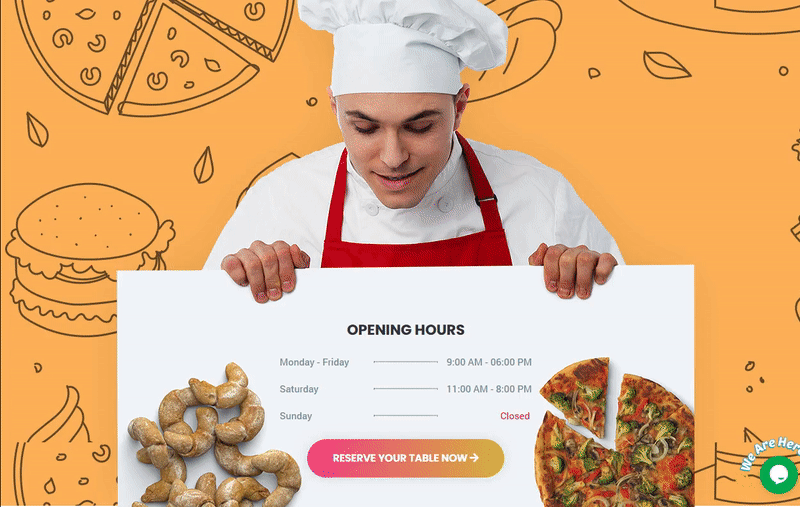 OPENING HOURS
Monday - Friday 9:00 AM - 06:00 PM
Saturday 11:00 AM - 8:00 PM
Sunday Closed
RESERVE YOUR TABLE NOW →
We Are Here